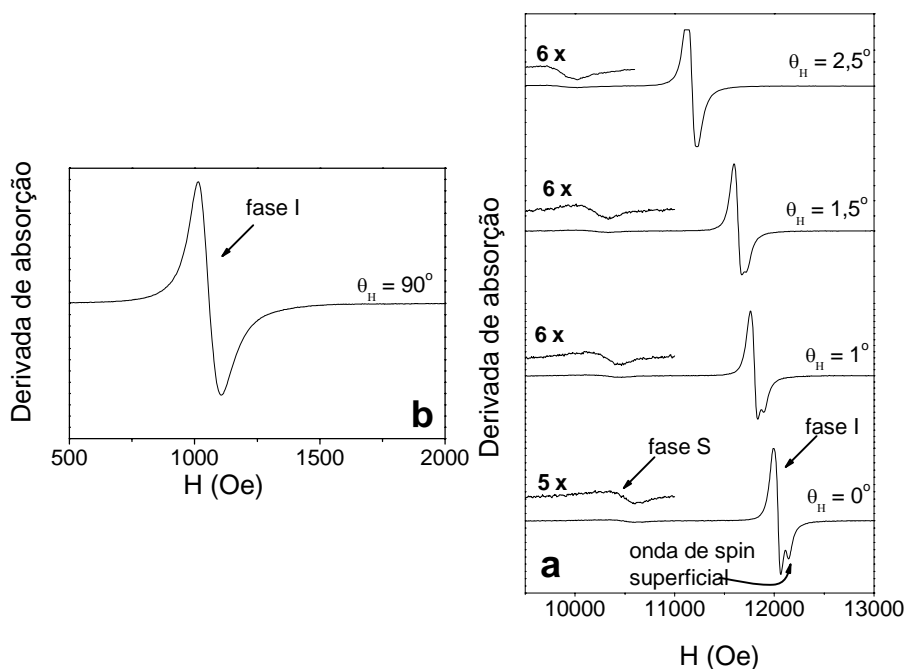 Derivada de absorção
fase I
θH = 90°
b
500 1000 1500 2000
H (Oe)
Derivada de absorção
6 x
θH = 2,5°
6 x
θH = 1,5°
6 x
θH = 1°
fase S
fase I
5 x
θH = 0°
onda de spin
superficial
a
10000 11000 12000 13000
H (Oe)